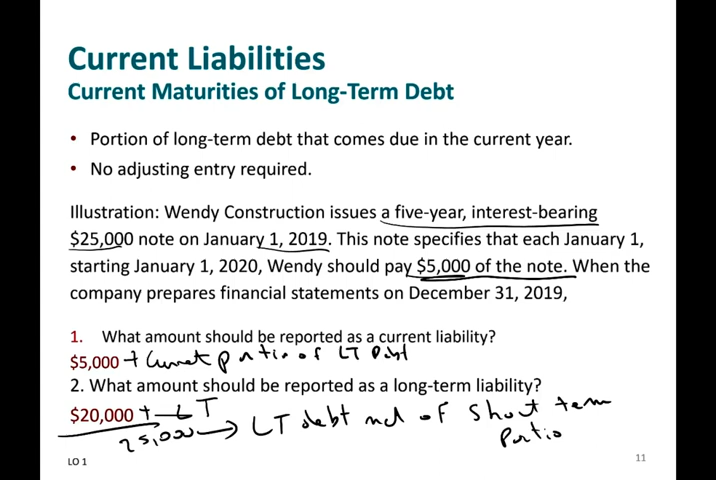 Current Liabilities
Current Maturities of Long-Term Debt
• Portion of long-term debt that comes due in the current year.
• No adjusting entry required.
Illustration: Wendy Construction issues a five-year, interest-bearing
$25,000 note on January 1, 2019. This note specifies that each January 1,
starting January 1, 2020, Wendy should pay $5,000 of the note. When the
company prepares financial statements on December 31, 2019,
1. What amount should be reported as a current liability?
$5,000 → Current portion of LT Debt
2. What amount should be reported as a long-term liability?
$20,000 → LT
25,000 → LT debt net of Short term
Portio
LO 1
11